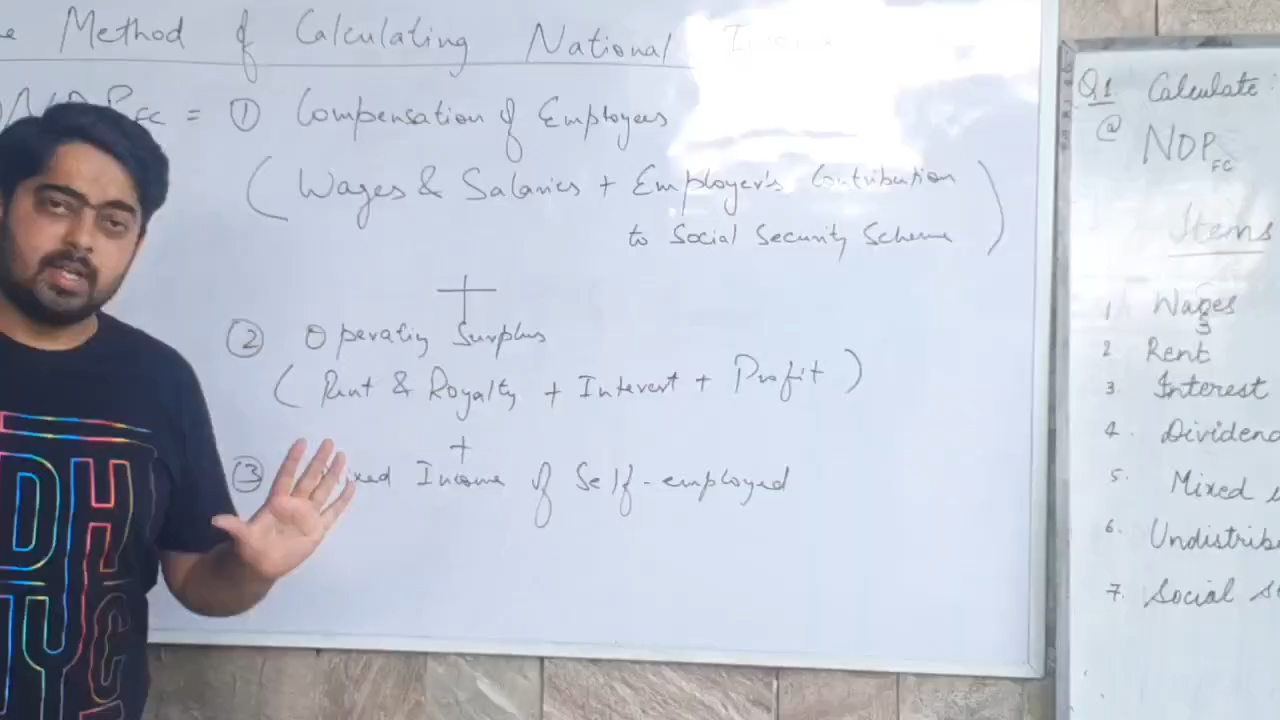 Method of Calculating National Income
NDP FC = ① Compensation of Employees
( Wages & Salaries + Employer's Contribution
to Social Security Scheme )
+
② Operating Surplus
( Rent & Royalty + Interest + Profit )
+
③ Mixed Income of Self-employed
Q1 Calculate :
@ NDP FC
Items
1 Wages
2 Rent
3. Interest
4. Dividend
5. Mixed
6. Undistrib
7. Social
DH
TY